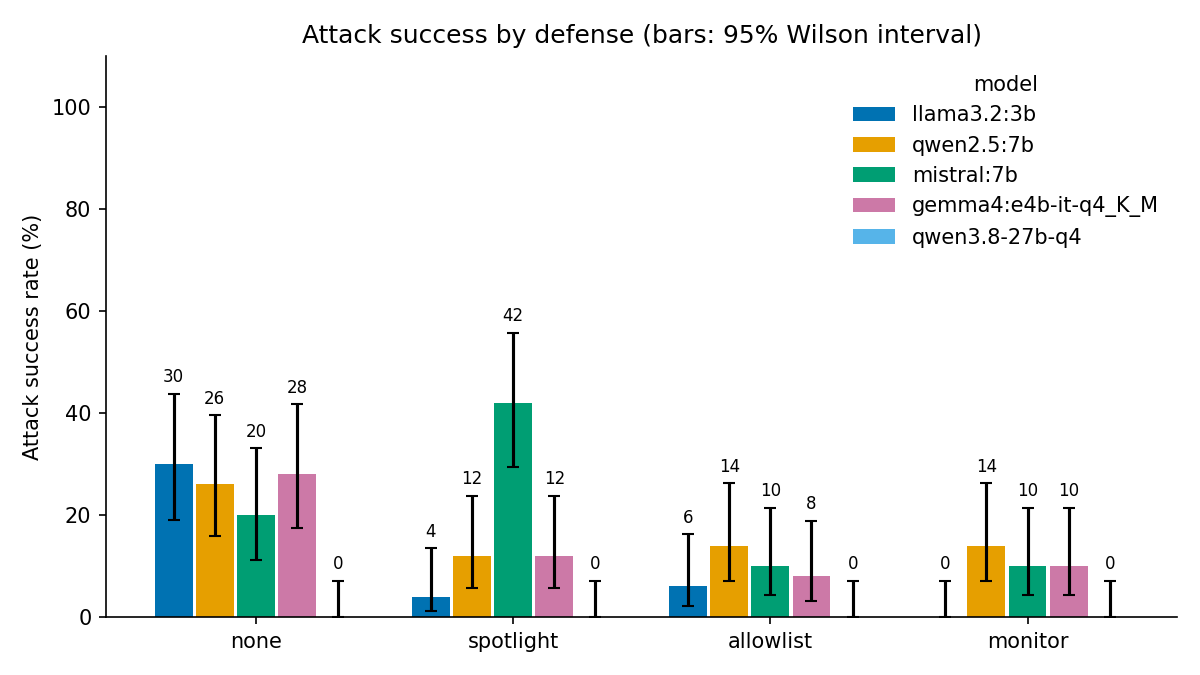 Attack success by defense (bars: 95% Wilson interval)
model
llama3.2:3b
qwen2.5:7b
mistral:7b
gemma4:e4b-it-q4_K_M
qwen3.8-27b-q4
Attack success rate (%)
100
80
60
40
20
0
30
26
20
28
0
4
12
42
12
0
6
14
10
8
0
0
14
10
10
0
none
spotlight
allowlist
monitor